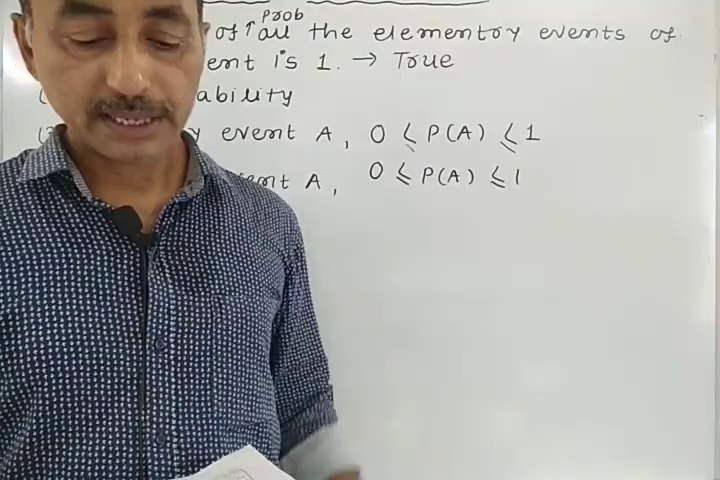 Prob
of ↑ all the elementory events of
ent is 1. → True
ability
y event A, 0 ≤ P(A) ≤ 1
ent A, 0 ≤ P(A) ≤ 1